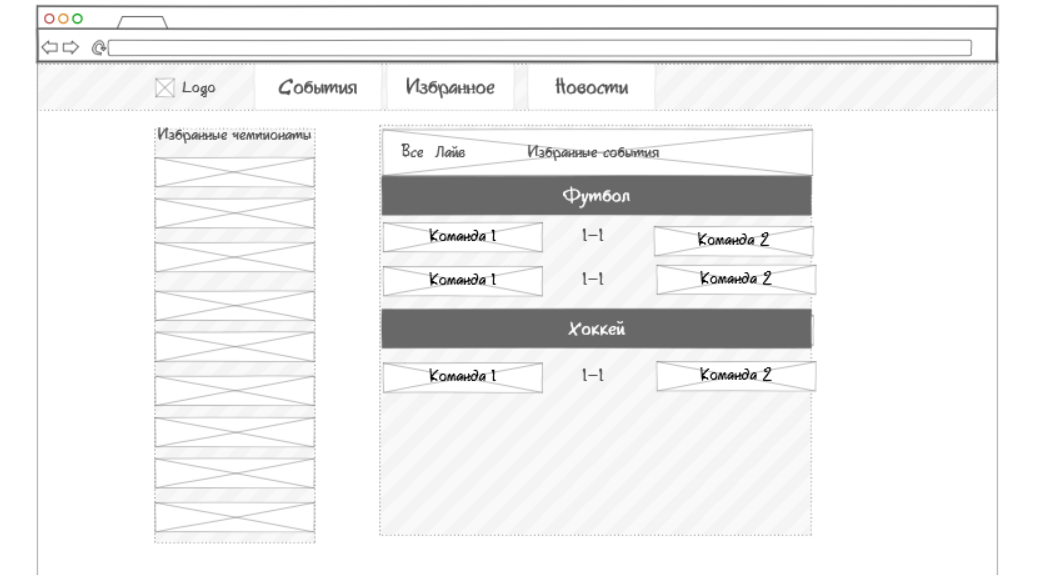 Logo События Избранное Новости
Избранные чемпионаты
Все Лайв Избранные события
Футбол
Команда 1 1-1 Команда 2
Команда 1 1-1 Команда 2
Хоккей
Команда 1 1-1 Команда 2